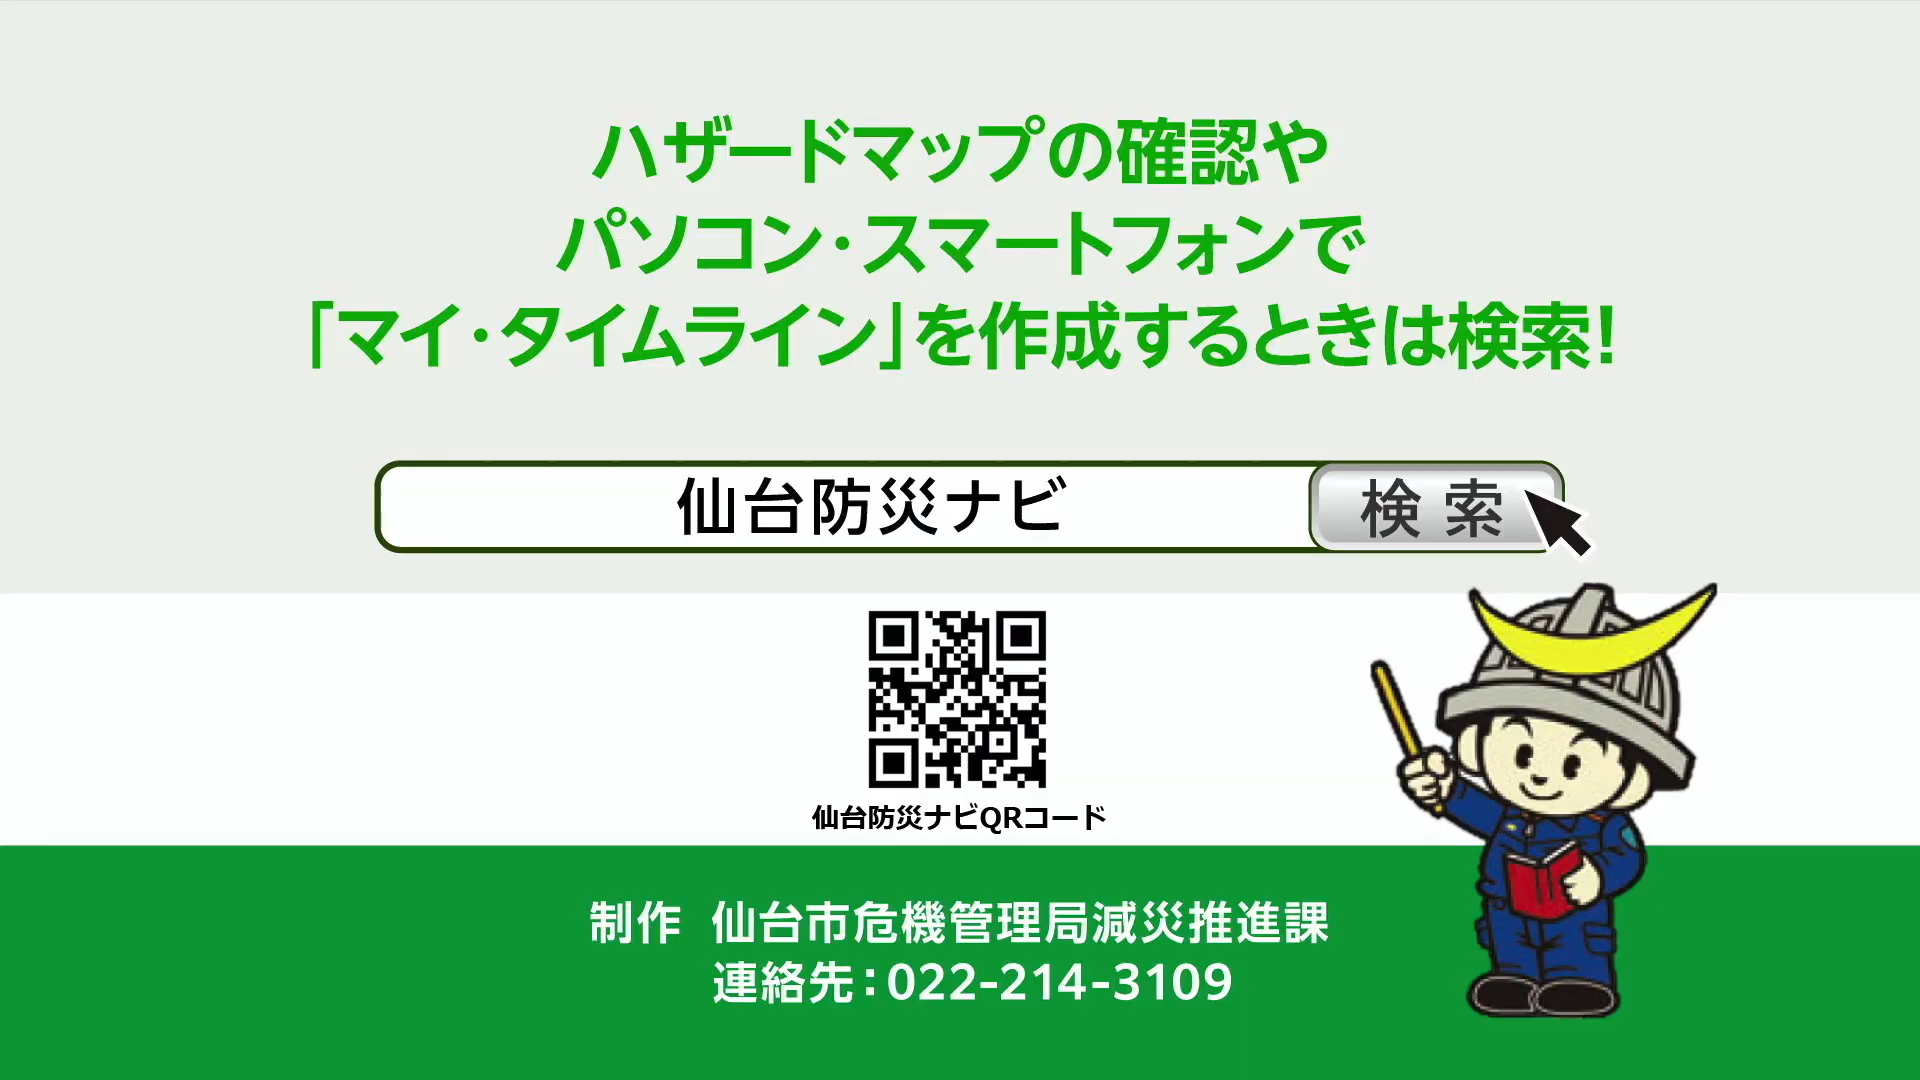 ハザードマップの確認や
パソコン・スマートフォンで
「マイ・タイムライン」を作成するときは検索!
仙台防災ナビ 検索
仙台防災ナビQRコード
制作 仙台市危機管理局減災推進課
連絡先：022-214-3109